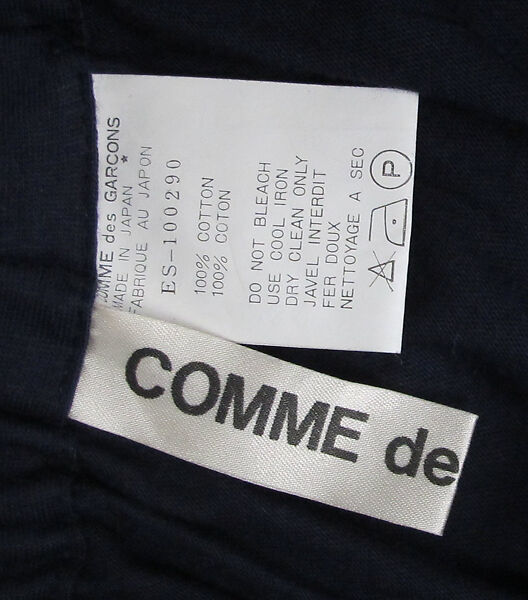 COMME des GARCONS
*
MADE IN JAPAN
FABRIQUE AU JAPON
ES-100290
100% COTTON
100% COTON
DO NOT BLEACH
USE COOL IRON
DRY CLEAN ONLY
JAVEL INTERDIT
FER DOUX
NETTOYAGE A SEC
P
COMME de